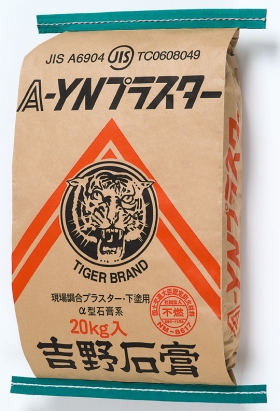 JIS A6904 JIS TC0608049
A-YNプラスター
TIGER BRAND
現場調合プラスター・下塗用
α型石膏系
20kg入
不燃
NM-8617
吉野石膏